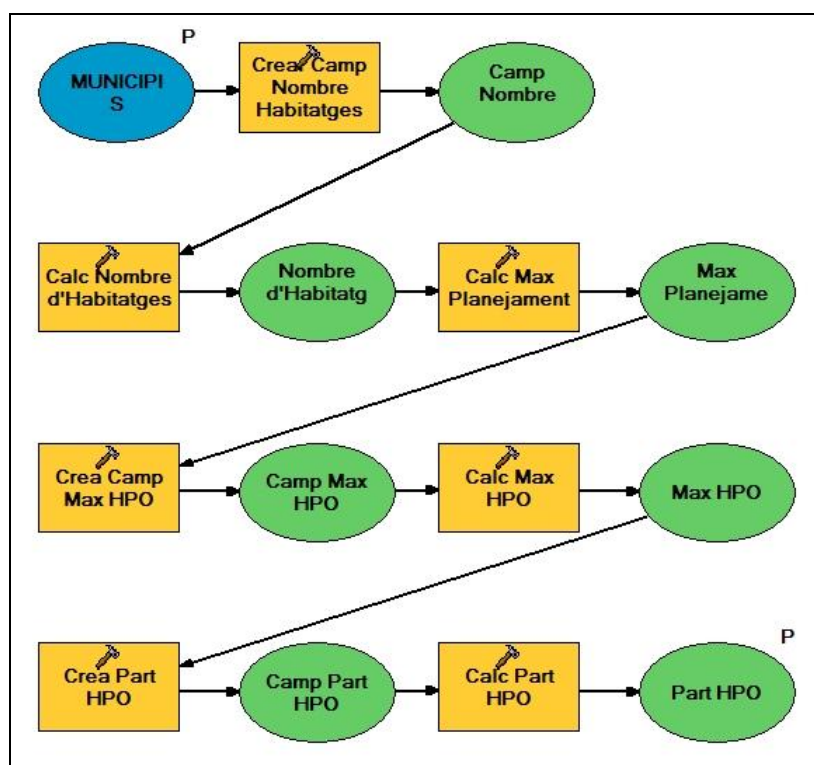 P
MUNICIPI
S
Crear Camp
Nombre
Habitatges
Camp
Nombre
Calc Nombre
d'Habitatges
Nombre
d'Habitatg
Calc Max
Planejament
Max
Planejame
Crea Camp
Max HPO
Camp Max
HPO
Calc Max
HPO
Max HPO
Crea Part
HPO
Camp Part
HPO
Calc Part
HPO
P
Part HPO